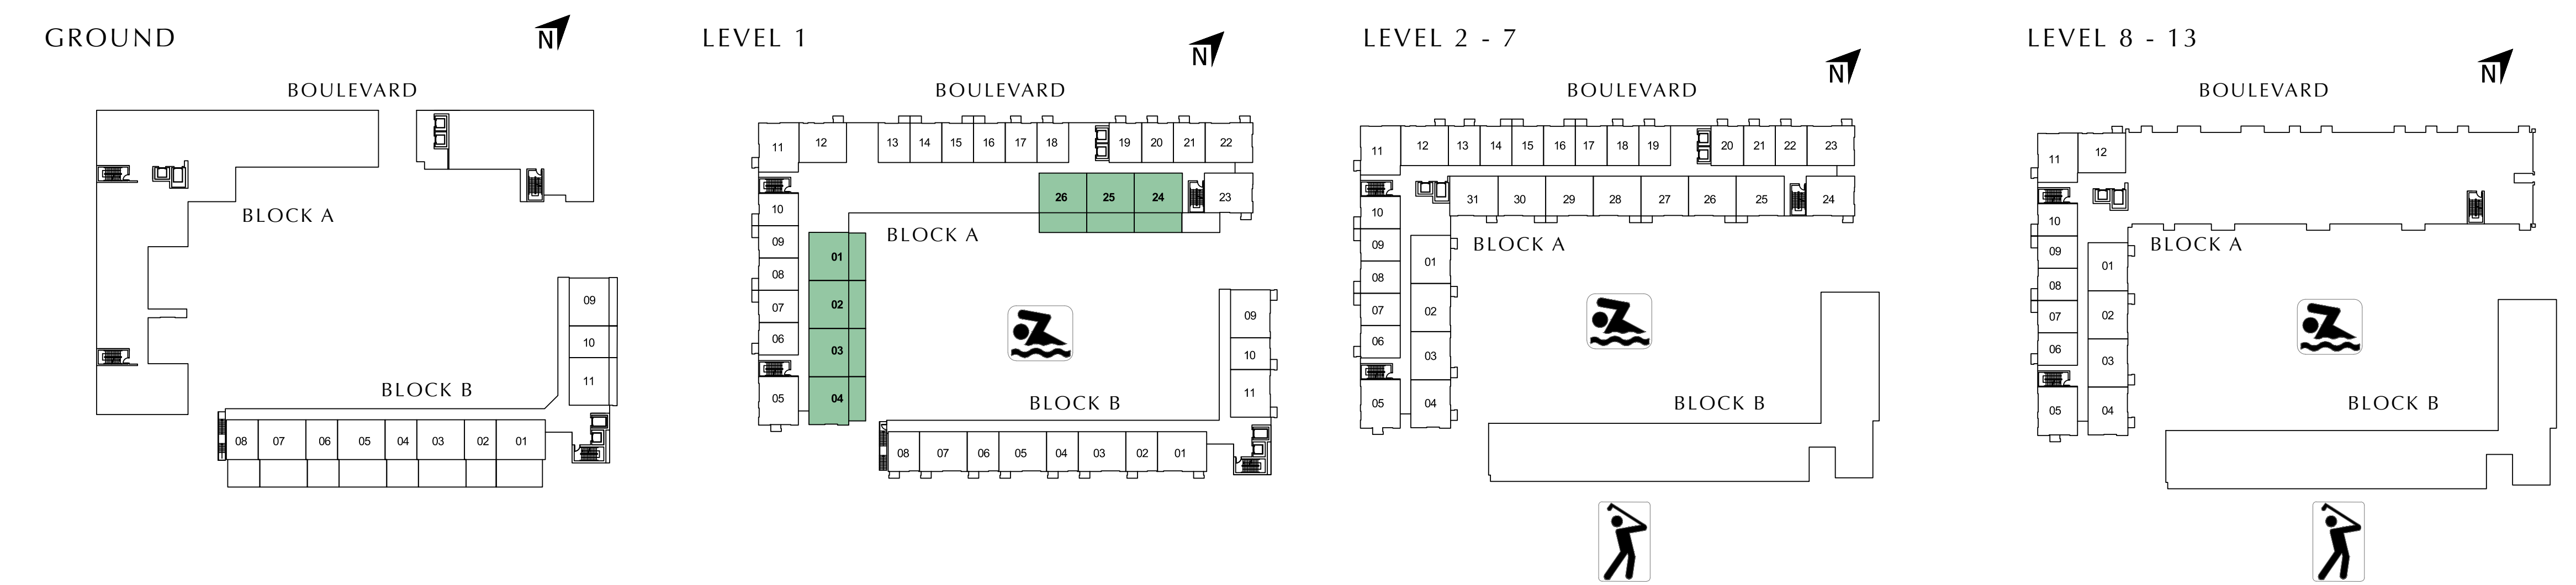 GROUND
N
BOULEVARD
BLOCK A
09
10
11
BLOCK B
08 07 06 05 04 03 02 01
LEVEL 1
N
BOULEVARD
11 12 13 14 15 16 17 18 19 20 21 22
26 25 24 23
10
BLOCK A
09
01
08
02
07
09
06
03
10
05
04
11
BLOCK B
08 07 06 05 04 03 02 01
LEVEL 2 - 7
N
BOULEVARD
11 12 13 14 15 16 17 18 19 20 21 22 23
31 30 29 28 27 26 25 24
10
BLOCK A
09
01
08
02
07
06
03
05
04
BLOCK B
LEVEL 8 - 13
N
BOULEVARD
11 12
10
BLOCK A
09
01
08
02
07
06
03
05
04
BLOCK B